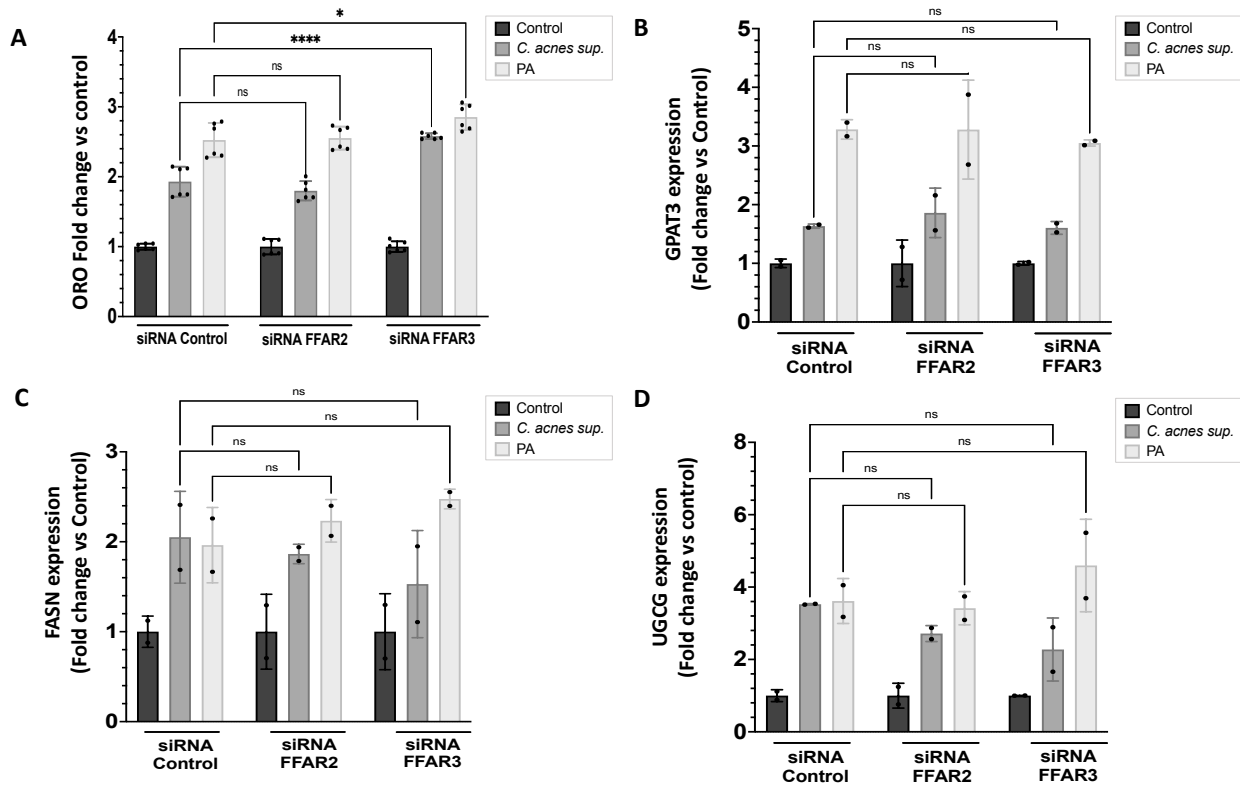 A
ORO Fold change vs control
4
3
2
1
0
*
****
ns
ns
siRNA Control
siRNA FFAR2
siRNA FFAR3
Control
C. acnes sup.
PA
B
GPAT3 expression
(Fold change vs Control)
5
4
3
2
1
0
ns
ns
ns
ns
siRNA
Control
siRNA
FFAR2
siRNA
FFAR3
Control
C. acnes sup.
PA
C
FASN expression
(Fold change vs Control)
3
2
1
0
ns
ns
ns
ns
siRNA
Control
siRNA
FFAR2
siRNA
FFAR3
Control
C. acnes sup.
PA
D
UGCG expression
(Fold change vs control)
8
6
4
2
0
ns
ns
ns
ns
siRNA
Control
siRNA
FFAR2
siRNA
FFAR3
Control
C. acnes sup.
PA